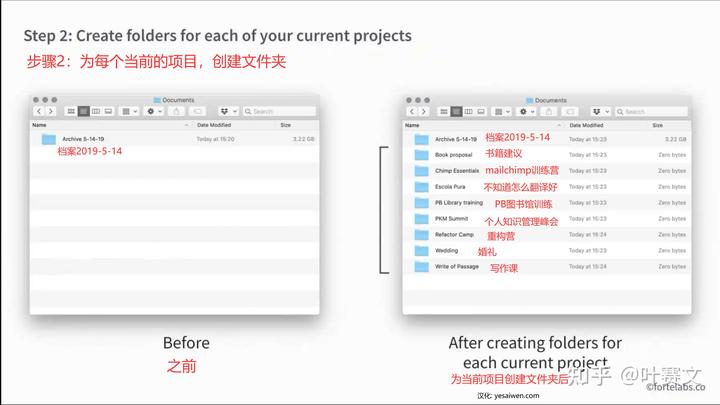 Step 2: Create folders for each of your current projects
步骤2：为每个当前的项目，创建文件夹
Documents
Search
Name Date Modified Size
Archive 5-14-19 Today at 15:20 3.22 GB
档案2019-5-14
Before
之前
Documents
Search
Name Date Modified Size
Archive 5-14-19 档案2019-5-14 Today at 15:23 3.22 GB
Book proposal 书籍建议 Today at 15:23 Zero bytes
Chimp Essentials mailchimp训练营 Today at 15:23 Zero bytes
Escola Pura 不知道怎么翻译好 Today at 15:23 Zero bytes
PB Library training PB图书馆训练 Today at 15:23 Zero bytes
PKM Summit 个人知识管理峰会 Today at 15:23 Zero bytes
Refactor Camp 重构营 Today at 15:24 Zero bytes
Wedding 婚礼 Today at 15:23 Zero bytes
Write of Passage 写作课 Today at 15:24 Zero bytes
After creating folders for
each current project
为当前项目创建文件夹后
知乎 @叶赛文
©fortelabs.co
汉化: yesaiwen.com